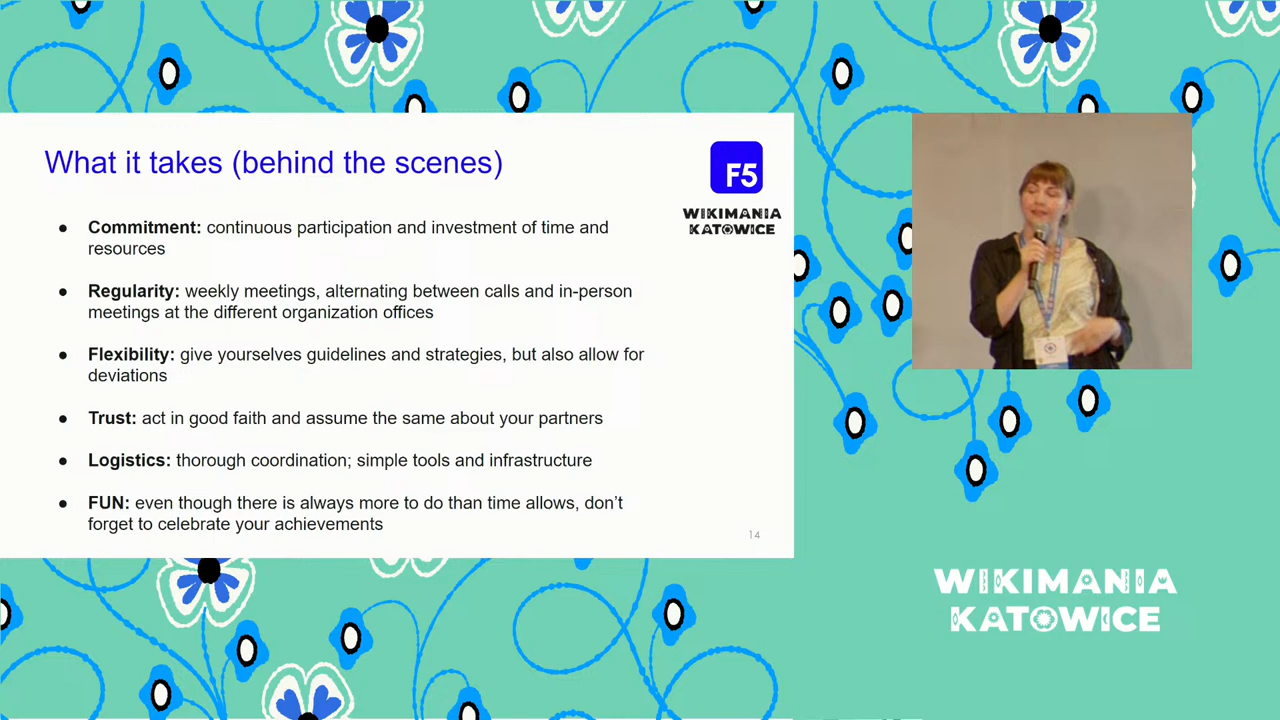 What it takes (behind the scenes)
F5
WIKIMANIA
KATOWICE
● Commitment: continuous participation and investment of time and
resources
● Regularity: weekly meetings, alternating between calls and in-person
meetings at the different organization offices
● Flexibility: give yourselves guidelines and strategies, but also allow for
deviations
● Trust: act in good faith and assume the same about your partners
● Logistics: thorough coordination; simple tools and infrastructure
● FUN: even though there is always more to do than time allows, don’t
forget to celebrate your achievements
14
WIKIMANIA
KATOWICE